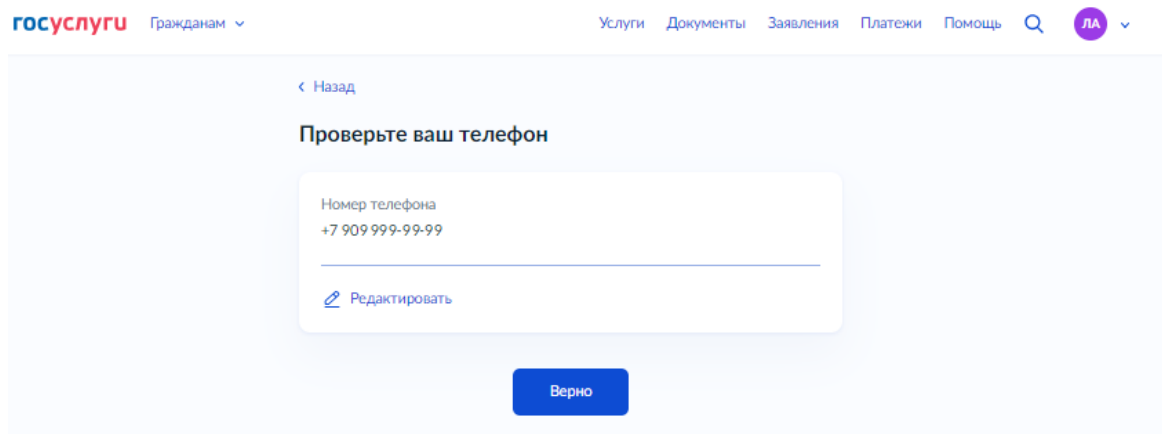 госуслуги Гражданам Услуги Документы Заявления Платежи Помощь ЛА
Назад
Проверьте ваш телефон
Номер телефона
+7 909 999-99-99
Редактировать
Верно